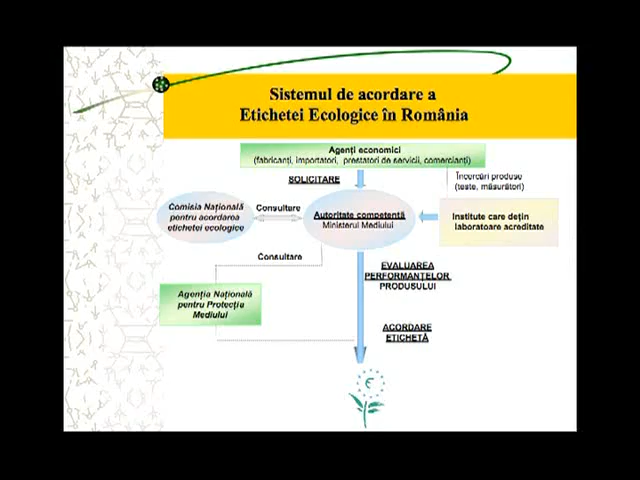 Sistemul de acordare a
Etichetei Ecologice în România
Agenți economici
(fabricanți, importatori, prestatori de servicii, comercianți)
SOLICITARE
Încercări produse
(teste, măsurători)
Comisia Națională
pentru acordarea
etichetei ecologice
Consultare
Autoritate competentă
Ministerul Mediului
Institute care dețin
laboratoare acreditate
Consultare
EVALUAREA
PERFORMANȚELOR
PRODUSULUI
Agenția Națională
pentru Protecția
Mediului
ACORDARE
ETICHETĂ